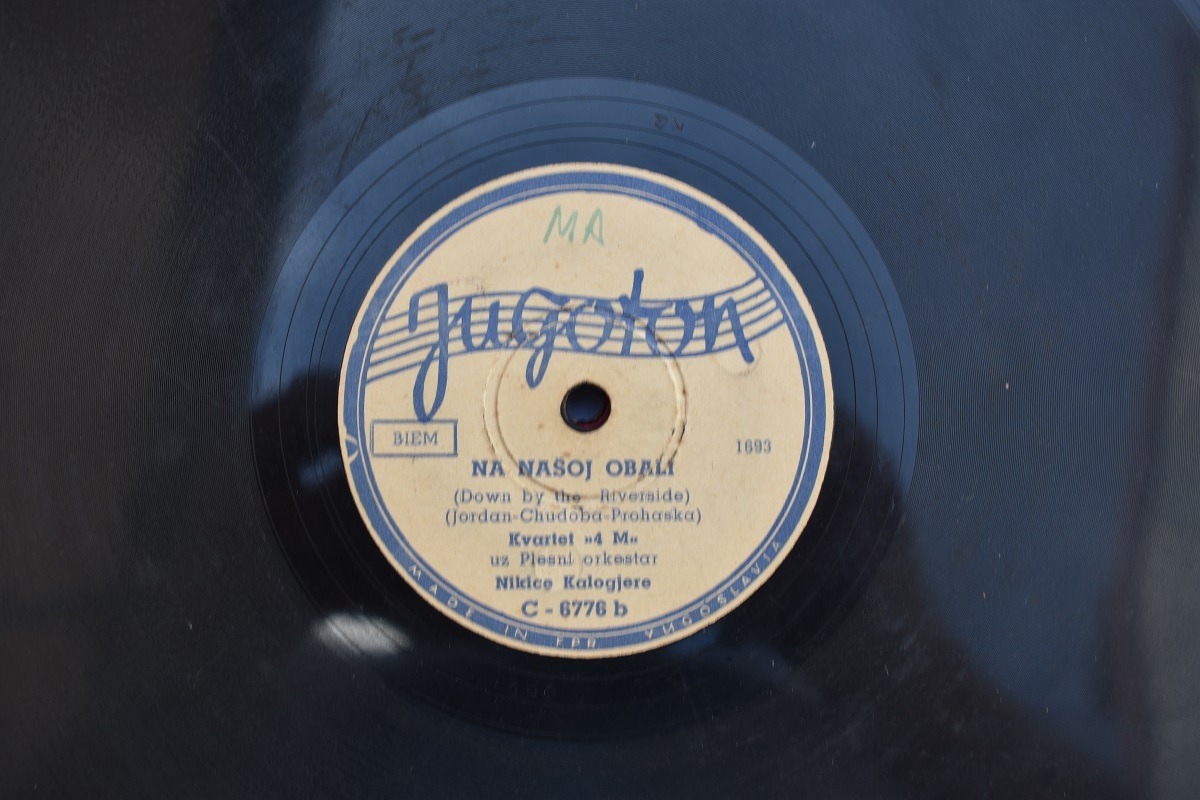 MA
Jugoton
BIEM
1693
NA NAŠOJ OBALI
(Down by the Riverside)
(Jordan-Chudoba-Prohaska)
Kvartet »4 M«
uz Plesni orkestar
Nikice Kalogjere
C - 6776 b
MADE IN FPR YUGOSLAVIA